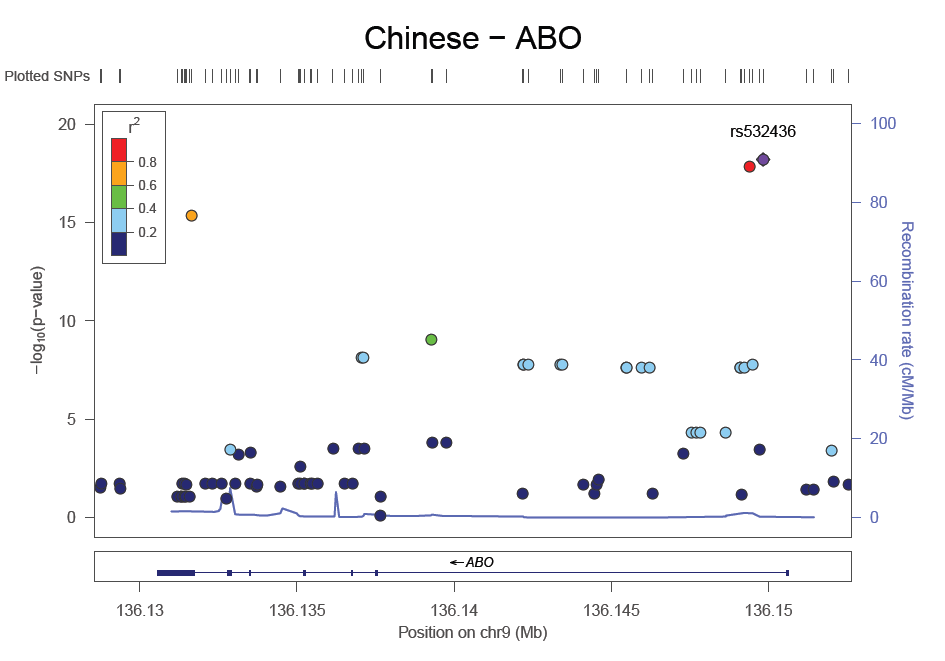 Chinese − ABO
Plotted SNPs
r2
0.8
0.6
0.4
0.2
rs532436
20
15
10
5
0
−log10(p−value)
100
80
60
40
20
0
Recombination rate (cM/Mb)
←ABO
136.13 136.135 136.14 136.145 136.15
Position on chr9 (Mb)